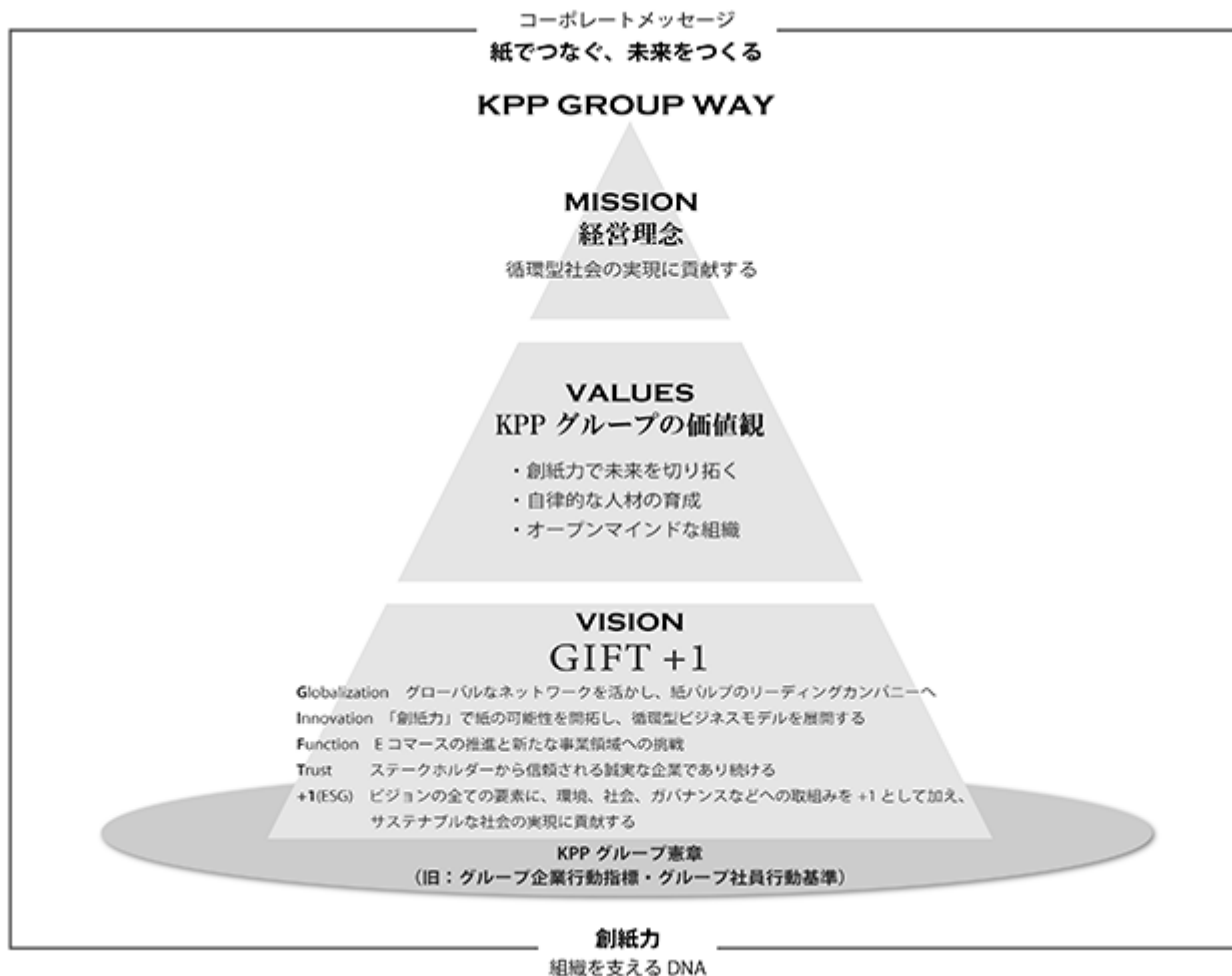 コーポレートメッセージ
紙でつなぐ、未来をつくる
KPP GROUP WAY
MISSION
経営理念
循環型社会の実現に貢献する
VALUES
KPP グループの価値観
・創紙力で未来を切り拓く
・自律的な人材の育成
・オープンマインドな組織
VISION
GIFT +1
Globalization グローバルなネットワークを活かし、紙パルプのリーディングカンパニーへ
Innovation 「創紙力」で紙の可能性を開拓し、循環型ビジネスモデルを展開する
Function E コマースの推進と新たな事業領域への挑戦
Trust ステークホルダーから信頼される誠実な企業であり続ける
+1(ESG) ビジョンの全ての要素に、環境、社会、ガバナンスなどへの取組みを +1 として加え、
サステナブルな社会の実現に貢献する
KPP グループ憲章
（旧：グループ企業行動指標・グループ社員行動基準）
創紙力
組織を支える DNA